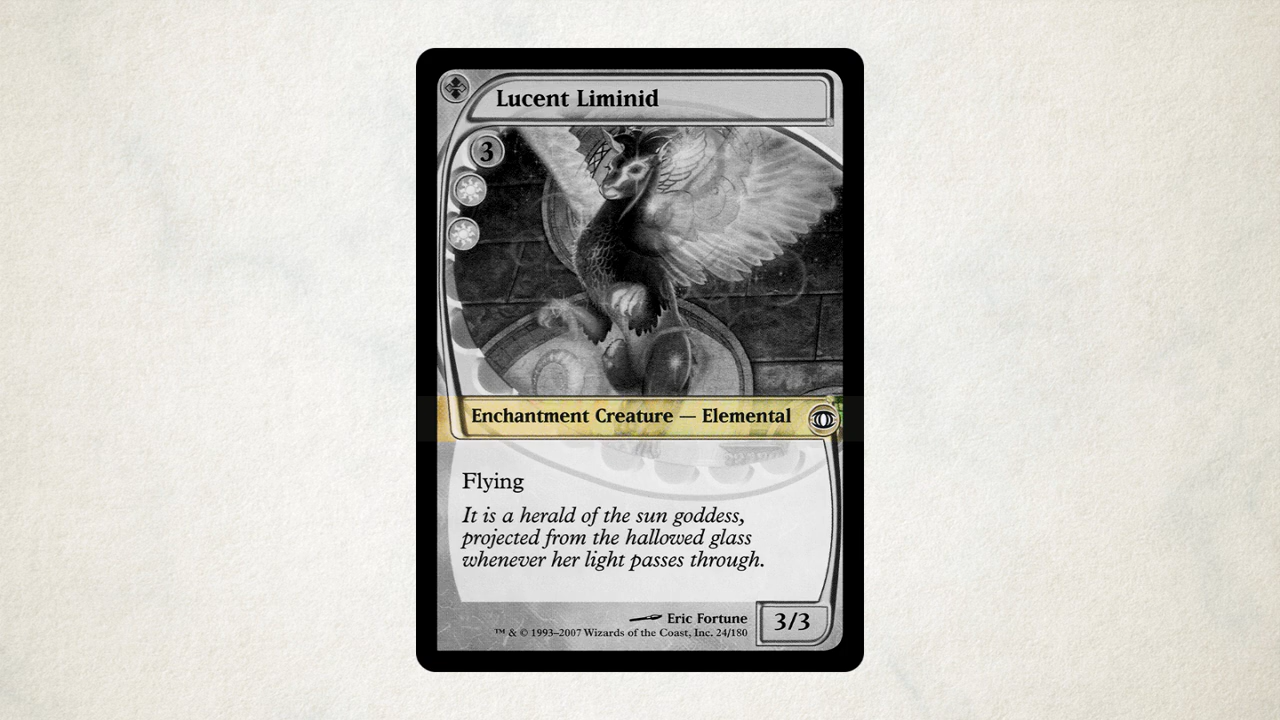 Lucent Liminid
3
Enchantment Creature — Elemental
Flying
It is a herald of the sun goddess,
projected from the hallowed glass
whenever her light passes through.
Eric Fortune
™ & © 1993–2007 Wizards of the Coast, Inc. 24/180
3/3